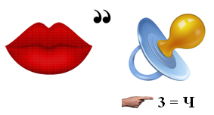 ❝
3 = Ч